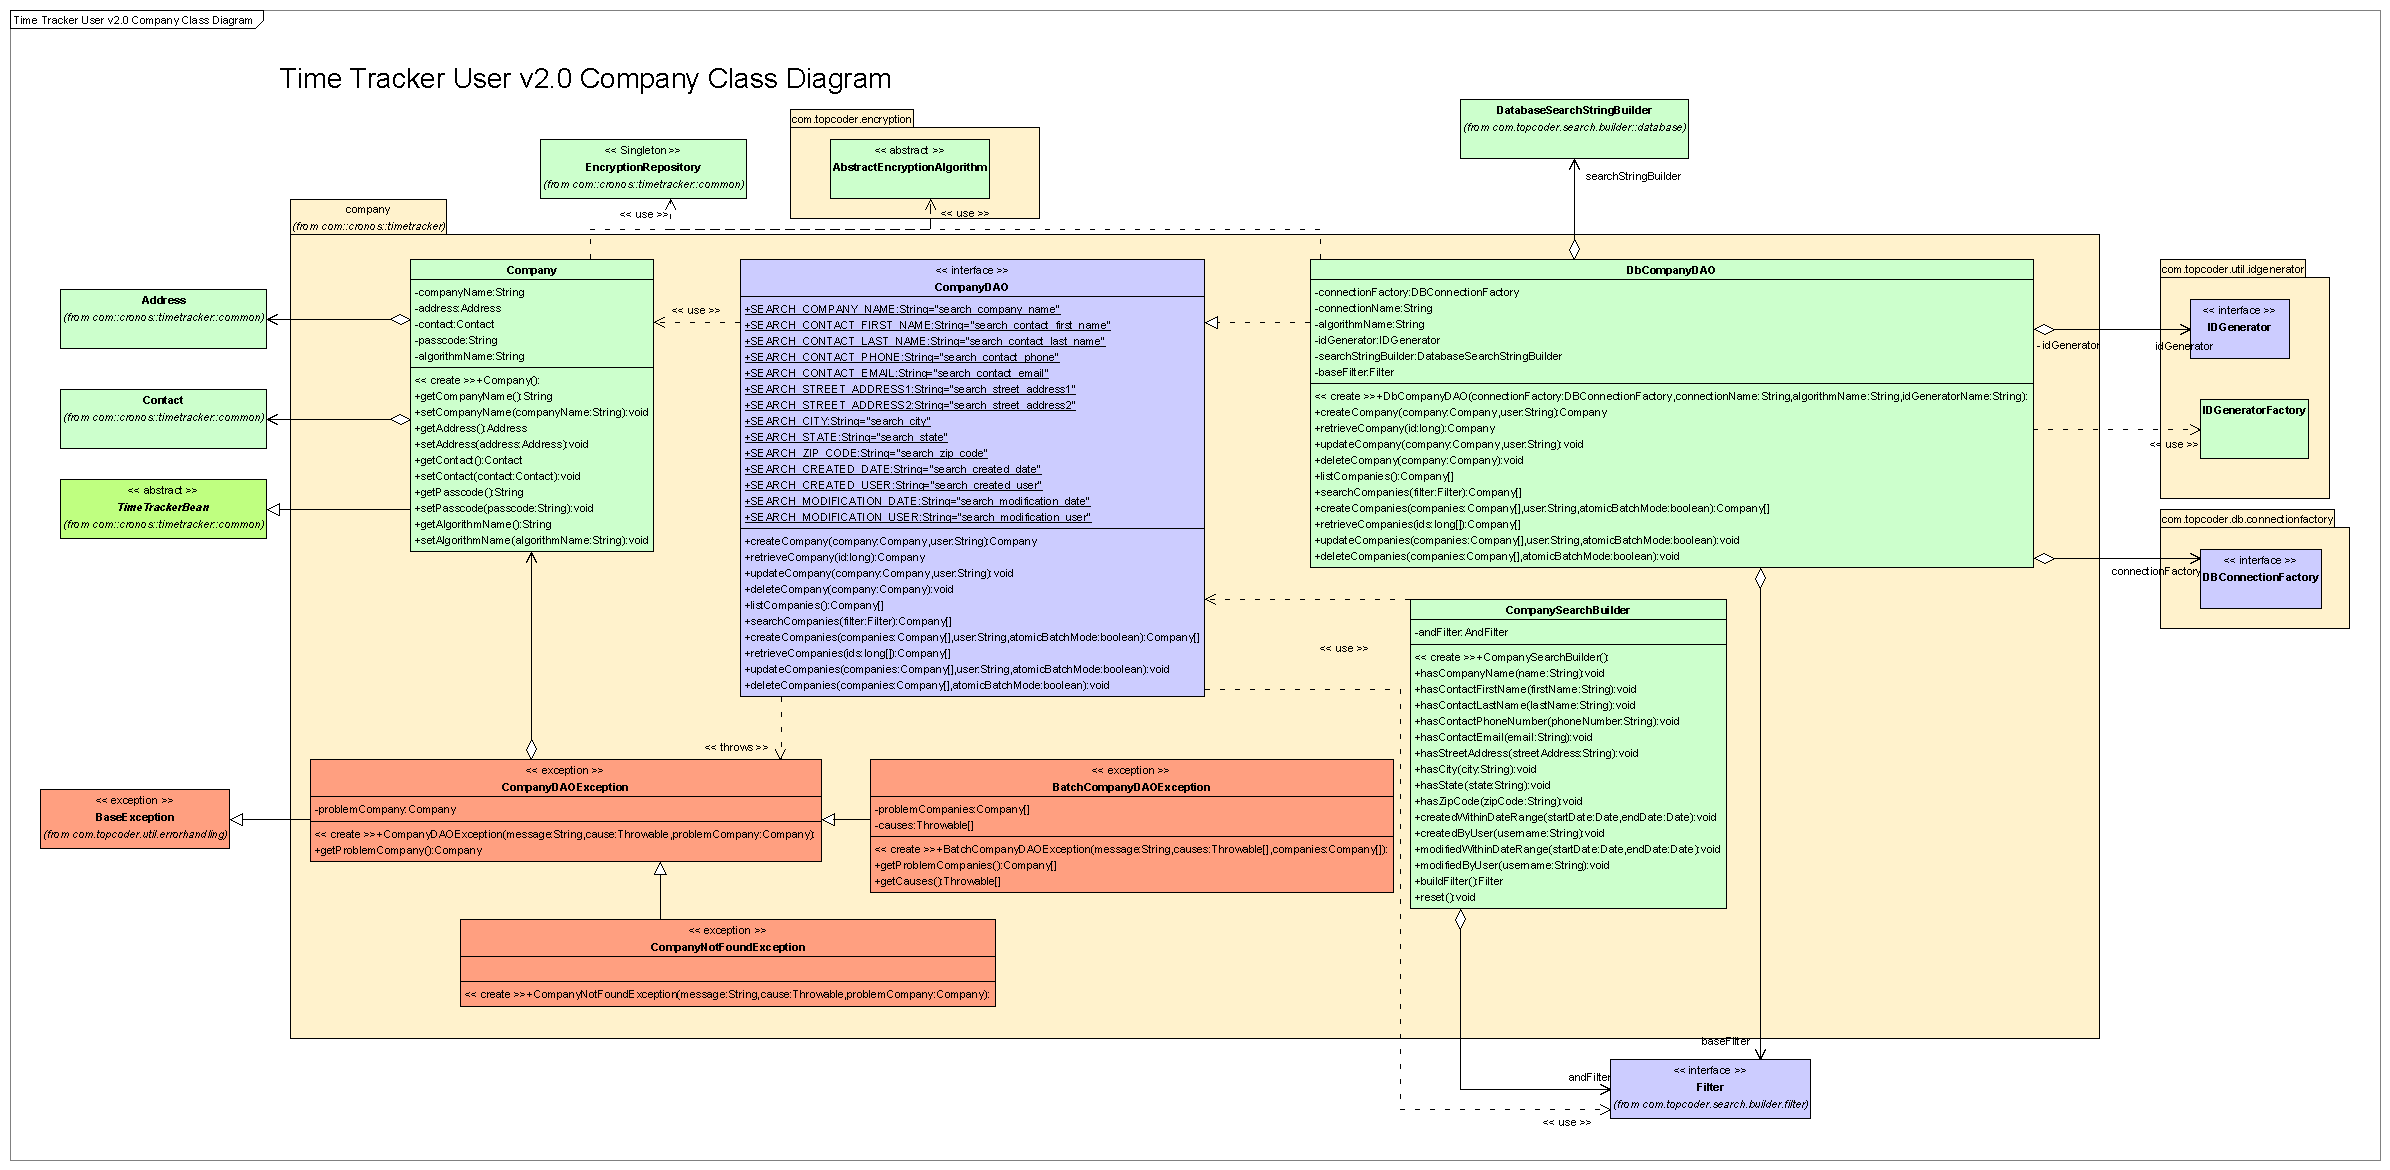 Time Tracker User v2.0 Company Class Diagram
Time Tracker User v2.0 Company Class Diagram
DatabaseSearchStringBuilder
(from com.topcoder.search.builder::database)
searchStringBuilder
com.topcoder.encryption
<< abstract >>
AbstractEncryptionAlgorithm
<< use >>
<< Singleton >>
EncryptionRepository
(from com::cronos::timetracker::common)
<< use >>
company
(from com::cronos::timetracker)
Address
(from com::cronos::timetracker::common)
Contact
(from com::cronos::timetracker::common)
<< abstract >>
TimeTrackerBean
(from com::cronos::timetracker::common)
Company
-companyName:String
-address:Address
-contact:Contact
-passcode:String
-algorithmName:String
<< create >>+Company():
+getCompanyName():String
+setCompanyName(companyName:String):void
+getAddress():Address
+setAddress(address:Address):void
+getContact():Contact
+setContact(contact:Contact):void
+getPasscode():String
+setPasscode(passcode:String):void
+getAlgorithmName():String
+setAlgorithmName(algorithmName:String):void
<< use >>
<< interface >>
CompanyDAO
+SEARCH_COMPANY_NAME:String="search_company_name"
+SEARCH_CONTACT_FIRST_NAME:String="search_contact_first_name"
+SEARCH_CONTACT_LAST_NAME:String="search_contact_last_name"
+SEARCH_CONTACT_PHONE:String="search_contact_phone"
+SEARCH_CONTACT_EMAIL:String="search_contact_email"
+SEARCH_STREET_ADDRESS1:String="search_street_address1"
+SEARCH_STREET_ADDRESS2:String="search_street_address2"
+SEARCH_CITY:String="search_city"
+SEARCH_STATE:String="search_state"
+SEARCH_ZIP_CODE:String="search_zip_code"
+SEARCH_CREATED_DATE:String="search_created_date"
+SEARCH_CREATED_USER:String="search_created_user"
+SEARCH_MODIFICATION_DATE:String="search_modification_date"
+SEARCH_MODIFICATION_USER:String="search_modification_user"
+createCompany(company:Company,user:String):Company
+retrieveCompany(id:long):Company
+updateCompany(company:Company,user:String):void
+deleteCompany(company:Company):void
+listCompanies():Company[]
+searchCompanies(filter:Filter):Company[]
+createCompanies(companies:Company[],user:String,atomicBatchMode:boolean):Company[]
+retrieveCompanies(ids:long[]):Company[]
+updateCompanies(companies:Company[],user:String,atomicBatchMode:boolean):void
+deleteCompanies(companies:Company[],atomicBatchMode:boolean):void
DbCompanyDAO
-connectionFactory:DBConnectionFactory
-connectionName:String
-algorithmName:String
-idGenerator:IDGenerator
-searchStringBuilder:DatabaseSearchStringBuilder
-baseFilter:Filter
<< create >>+DbCompanyDAO(connectionFactory:DBConnectionFactory,connectionName:String,algorithmName:String,idGeneratorName:String):
+createCompany(company:Company,user:String):Company
+retrieveCompany(id:long):Company
+updateCompany(company:Company,user:String):void
+deleteCompany(company:Company):void
+listCompanies():Company[]
+searchCompanies(filter:Filter):Company[]
+createCompanies(companies:Company[],user:String,atomicBatchMode:boolean):Company[]
+retrieveCompanies(ids:long[]):Company[]
+updateCompanies(companies:Company[],user:String,atomicBatchMode:boolean):void
+deleteCompanies(companies:Company[],atomicBatchMode:boolean):void
com.topcoder.util.idgenerator
<< interface >>
IDGenerator
-idGenerator
idGenerator
IDGeneratorFactory
<< use >>
com.topcoder.db.connectionfactory
<< interface >>
DBConnectionFactory
connectionFactory
CompanySearchBuilder
-andFilter:AndFilter
<< create >>+CompanySearchBuilder():
+hasCompanyName(name:String):void
+hasContactFirstName(firstName:String):void
+hasContactLastName(lastName:String):void
+hasContactPhoneNumber(phoneNumber:String):void
+hasContactEmail(email:String):void
+hasStreetAddress(streetAddress:String):void
+hasCity(city:String):void
+hasState(state:String):void
+hasZipCode(zipCode:String):void
+createdWithinDateRange(startDate:Date,endDate:Date):void
+createdByUser(username:String):void
+modifiedWithinDateRange(startDate:Date,endDate:Date):void
+modifiedByUser(username:String):void
+buildFilter():Filter
+reset():void
<< use >>
<< throws >>
<< exception >>
BaseException
(from com.topcoder.util.errorhandling)
<< exception >>
CompanyDAOException
-problemCompany:Company
<< create >>+CompanyDAOException(message:String,cause:Throwable,problemCompany:Company):
+getProblemCompany():Company
<< exception >>
BatchCompanyDAOException
-problemCompanies:Company[]
-causes:Throwable[]
<< create >>+BatchCompanyDAOException(message:String,causes:Throwable[],companies:Company[]):
+getProblemCompanies():Company[]
+getCauses():Throwable[]
<< exception >>
CompanyNotFoundException
<< create >>+CompanyNotFoundException(message:String,cause:Throwable,problemCompany:Company):
baseFilter
andFilter
<< interface >>
Filter
(from com.topcoder.search.builder.filter)
<< use >>